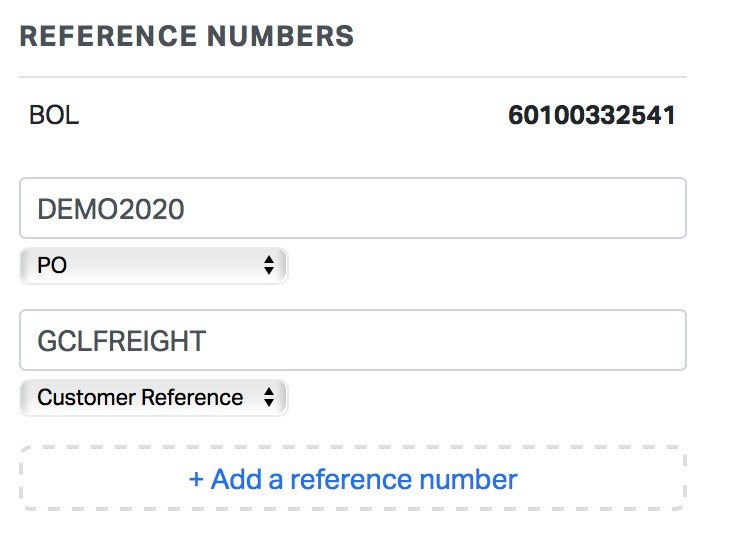 REFERENCE NUMBERS
BOL 60100332541
DEMO2020
PO
GCLFREIGHT
Customer Reference
+ Add a reference number